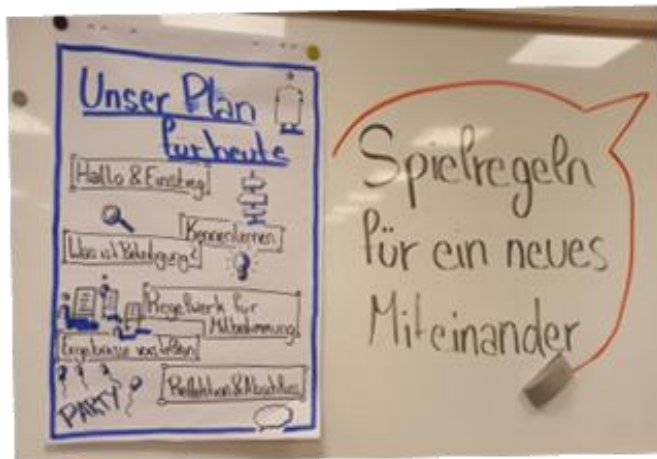 Unser Plan
für heute
Hallo & Einstieg
Kennenlernen
Was ist Beteiligung?
Regelwerk für
Mitbestimmung
Ergebnisse
Reflektion & Abschluss
PARTY
Spielregeln
für ein neues
Miteinander